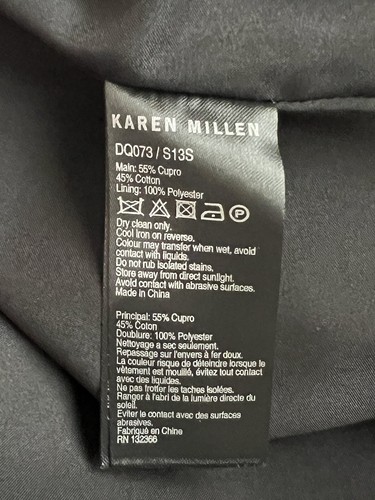 KAREN MILLEN
DQ073 / S13S
Main: 55% Cupro
45% Cotton
Lining: 100% Polyester
P
Dry clean only.
Cool iron on reverse.
Colour may transfer when wet, avoid
contact with liquids.
Do not rub isolated stains.
Store away from direct sunlight.
Avoid contact with abrasive surfaces.
Made in China
Principal: 55% Cupro
45% Coton
Doublure: 100% Polyester
Nettoyage a sec seulement.
Repassage sur l'envers à fer doux.
La couleur risque de déteindre lorsque le
vêtement est mouillé, évitez tout contact
avec des liquides.
Ne pas frotter les taches isolées.
Ranger à l'abri de la lumière directe du
soleil.
Eviter le contact avec des surfaces
abrasives.
Fabriqué en Chine
RN 132366